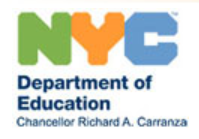 NYC
Department of
Education
Chancellor Richard A. Carranza